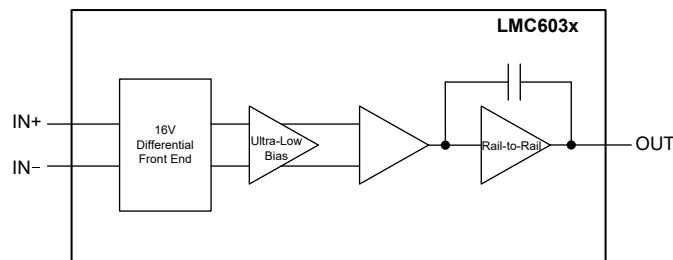 LMC603x
IN+
IN−
16V
Differential
Front End
Ultra-Low
Bias
Rail-to-Rail
OUT